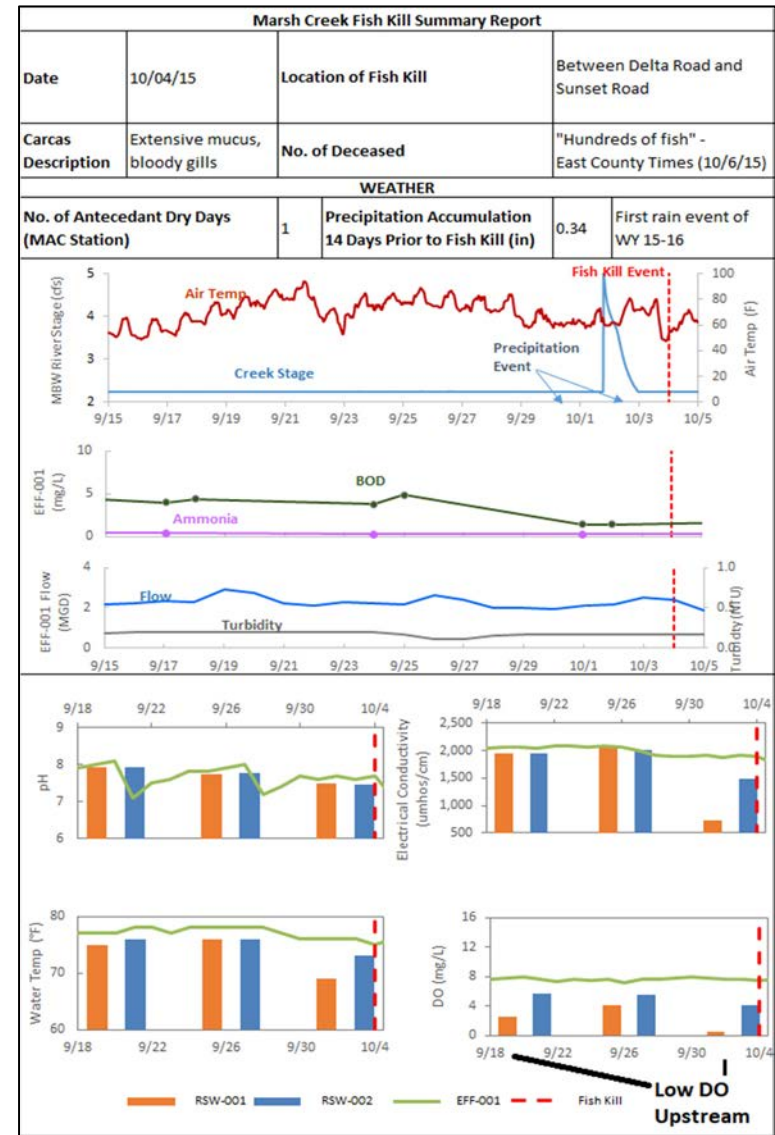 Marsh Creek Fish Kill Summary Report
Date
10/04/15
Location of Fish Kill
Between Delta Road and
Sunset Road
Carcas
Description
Extensive mucus,
bloody gills
No. of Deceased
"Hundreds of fish" -
East County Times (10/6/15)
WEATHER
No. of Antecedant Dry Days
(MAC Station)
1
Precipitation Accumulation
14 Days Prior to Fish Kill (in)
0.34
First rain event of
WY 15-16
MBW River Stage (cfs)
5
4
3
2
Air Temp
Creek Stage
Precipitation
Event
Fish Kill Event
100
80
60
40
20
0
Air Temp (F)
9/15 9/17 9/19 9/21 9/23 9/25 9/27 9/29 10/1 10/3 10/5
EFF-001
(mg/L)
10
5
0
BOD
Ammonia
EFF-001 Flow
(MGD)
4
2
0
Flow
Turbidity
1.0
0.5
0.0
Turbidty (NTU)
9/15 9/17 9/19 9/21 9/23 9/25 9/27 9/29 10/1 10/3 10/5
9/18 9/22 9/26 9/30 10/4
pH
9
8
7
6
9/18 9/22 9/26 9/30 10/4
Electrical Conductivity
(umhos/cm)
2,500
2,000
1,500
1,000
500
Water Temp (°F)
80
70
60
9/18 9/22 9/26 9/30 10/4
DO (mg/L)
16
12
8
4
0
9/18 9/22 9/26 9/30 10/4
Low DO
Upstream
RSW-001 RSW-002 EFF-001 Fish Kill